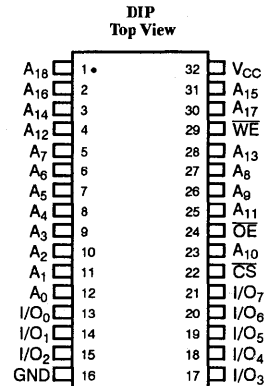 DIP
Top View
A18 1 32 VCC
A16 2 31 A15
A14 3 30 A17
A12 4 29 WE
A7 5 28 A13
A6 6 27 A8
A5 7 26 A9
A4 8 25 A11
A3 9 24 OE
A2 10 23 A10
A1 11 22 CS
A0 12 21 I/O7
I/O0 13 20 I/O6
I/O1 14 19 I/O5
I/O2 15 18 I/O4
GND 16 17 I/O3